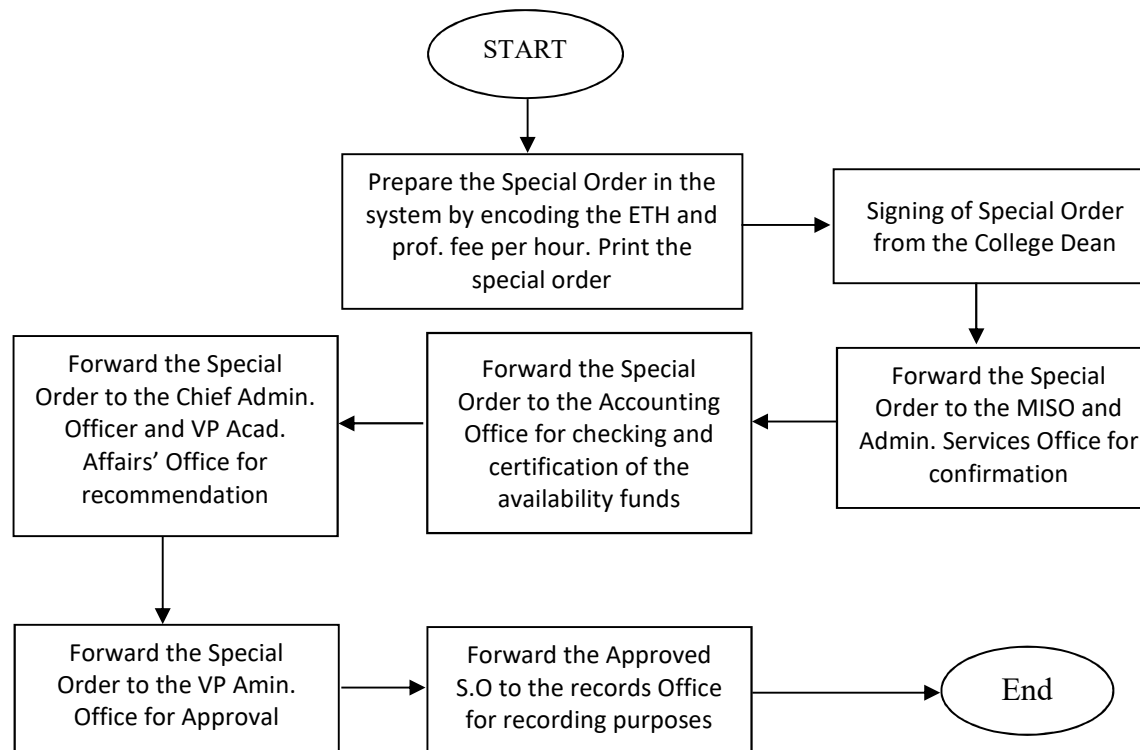 START
Prepare the Special Order in the
system by encoding the ETH and
prof. fee per hour. Print the
special order
Signing of Special Order
from the College Dean
Forward the Special
Order to the MISO and
Admin. Services Office for
confirmation
Forward the Special
Order to the Accounting
Office for checking and
certification of the
availability funds
Forward the Special
Order to the Chief Admin.
Officer and VP Acad.
Affairs’ Office for
recommendation
Forward the Special
Order to the VP Amin.
Office for Approval
Forward the Approved
S.O to the records Office
for recording purposes
End